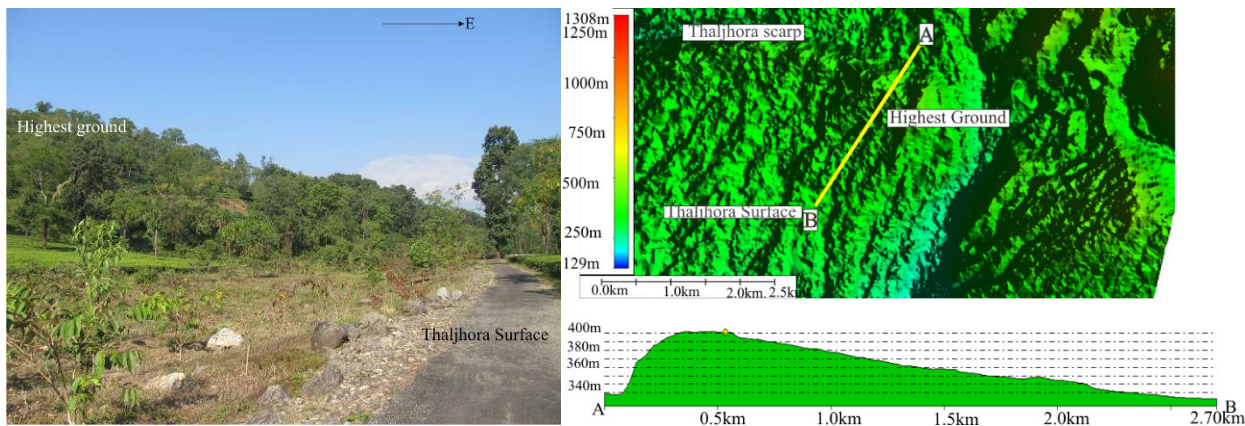 E
Highest ground
Thaljhora Surface
1308m
1250m
1000m
750m
500m
250m
129m
Thaljhora scarp
A
Highest Ground
Thaljhora Surface
B
0.0km 1.0km 2.0km 2.5k
400m
380m
360m
340m
A 0.5km 1.0km 1.5km 2.0km 2.70km B